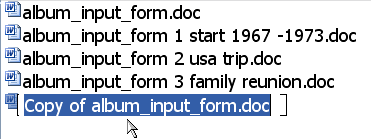 album_input_form.doc
album_input_form 1 start 1967 -1973.doc
album_input_form 2 usa trip.doc
album_input_form 3 family reunion.doc
Copy of album_input_form.doc